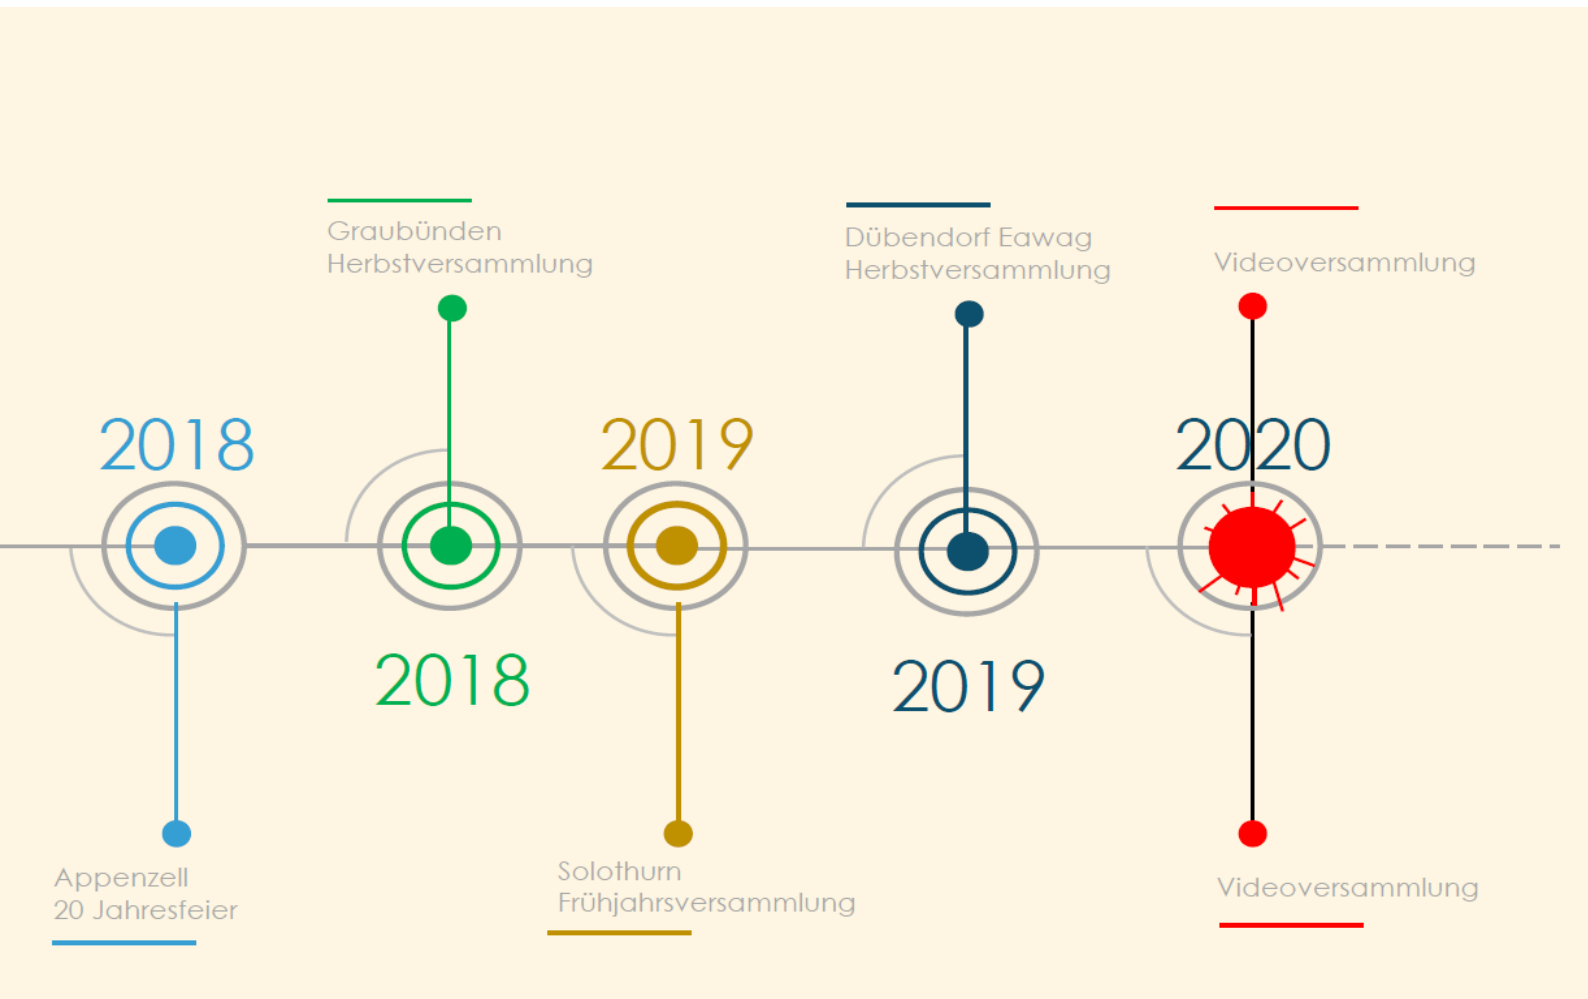 Graubünden
Herbstversammlung
Dübendorf Eawag
Herbstversammlung
Videoversammlung
2018
2019
2020
2018
2019
Appenzell
20 Jahresfeier
Solothurn
Frühjahrsversammlung
Videoversammlung